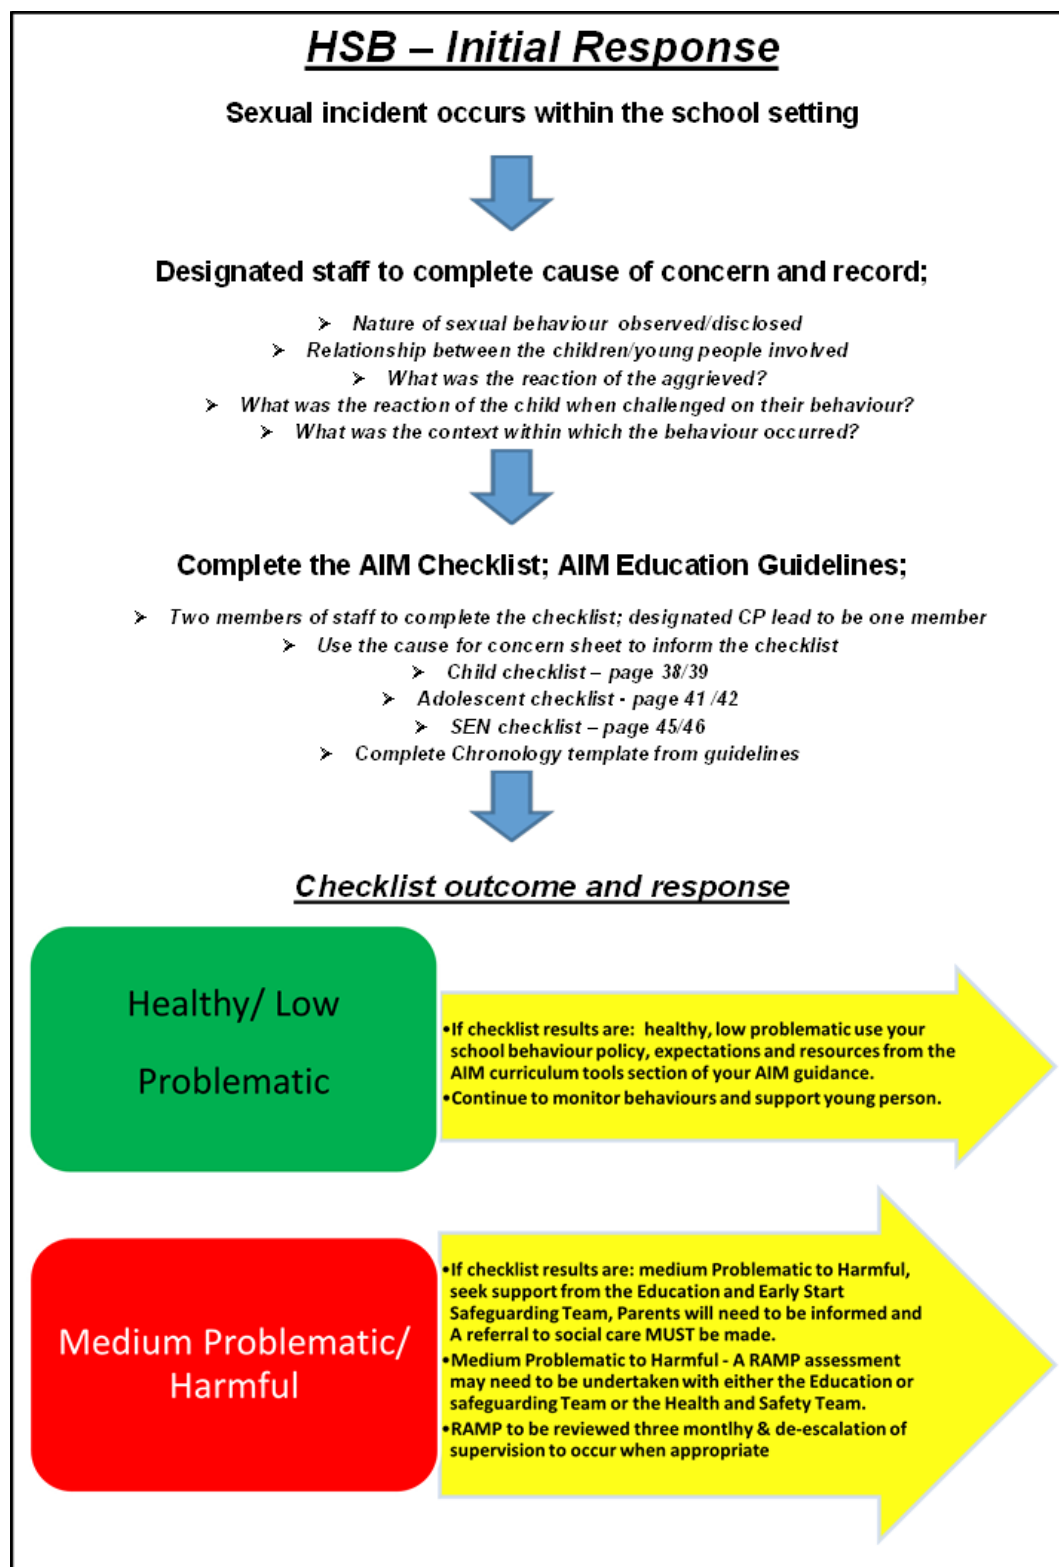 HSB – Initial Response
Sexual incident occurs within the school setting
Designated staff to complete cause of concern and record;
➢ Nature of sexual behaviour observed/disclosed
➢ Relationship between the children/young people involved
➢ What was the reaction of the aggrieved?
➢ What was the reaction of the child when challenged on their behaviour?
➢ What was the context within which the behaviour occurred?
Complete the AIM Checklist; AIM Education Guidelines;
➢ Two members of staff to complete the checklist; designated CP lead to be one member
➢ Use the cause for concern sheet to inform the checklist
➢ Child checklist – page 38/39
➢ Adolescent checklist - page 41 /42
➢ SEN checklist – page 45/46
➢ Complete Chronology template from guidelines
Checklist outcome and response
Healthy/ Low
Problematic
•If checklist results are: healthy, low problematic use your
school behaviour policy, expectations and resources from the
AIM curriculum tools section of your AIM guidance.
•Continue to monitor behaviours and support young person.
Medium Problematic/
Harmful
•If checklist results are: medium Problematic to Harmful,
seek support from the Education and Early Start
Safeguarding Team, Parents will need to be informed and
A referral to social care MUST be made.
•Medium Problematic to Harmful - A RAMP assessment
may need to be undertaken with either the Education or
safeguarding Team or the Health and Safety Team.
•RAMP to be reviewed three montlhy & de-escalation of
supervision to occur when appropriate